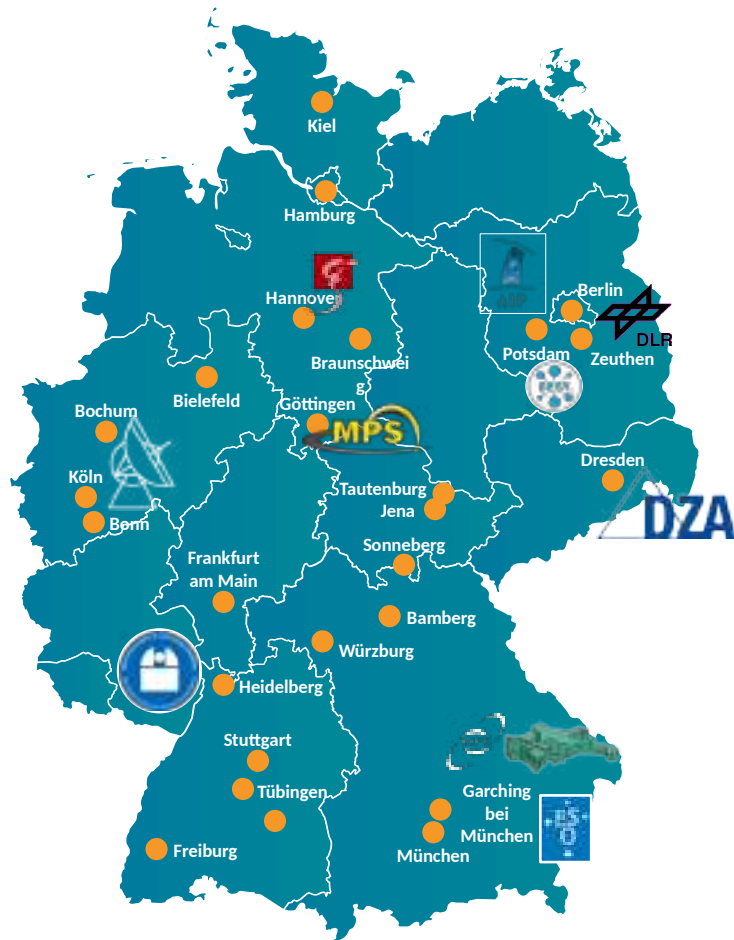 Kiel
Hamburg
Hannove
Berlin
DLR
Potsdam
Zeuthen
Braunschwei
g
Bielefeld
Göttingen
MPS
Bochum
Köln
Bonn
Tautenburg
Jena
Dresden
DZA
Sonneberg
Frankfurt
am Main
Bamberg
Würzburg
Heidelberg
Stuttgart
Tübingen
Garching
bei
München
München
Freiburg